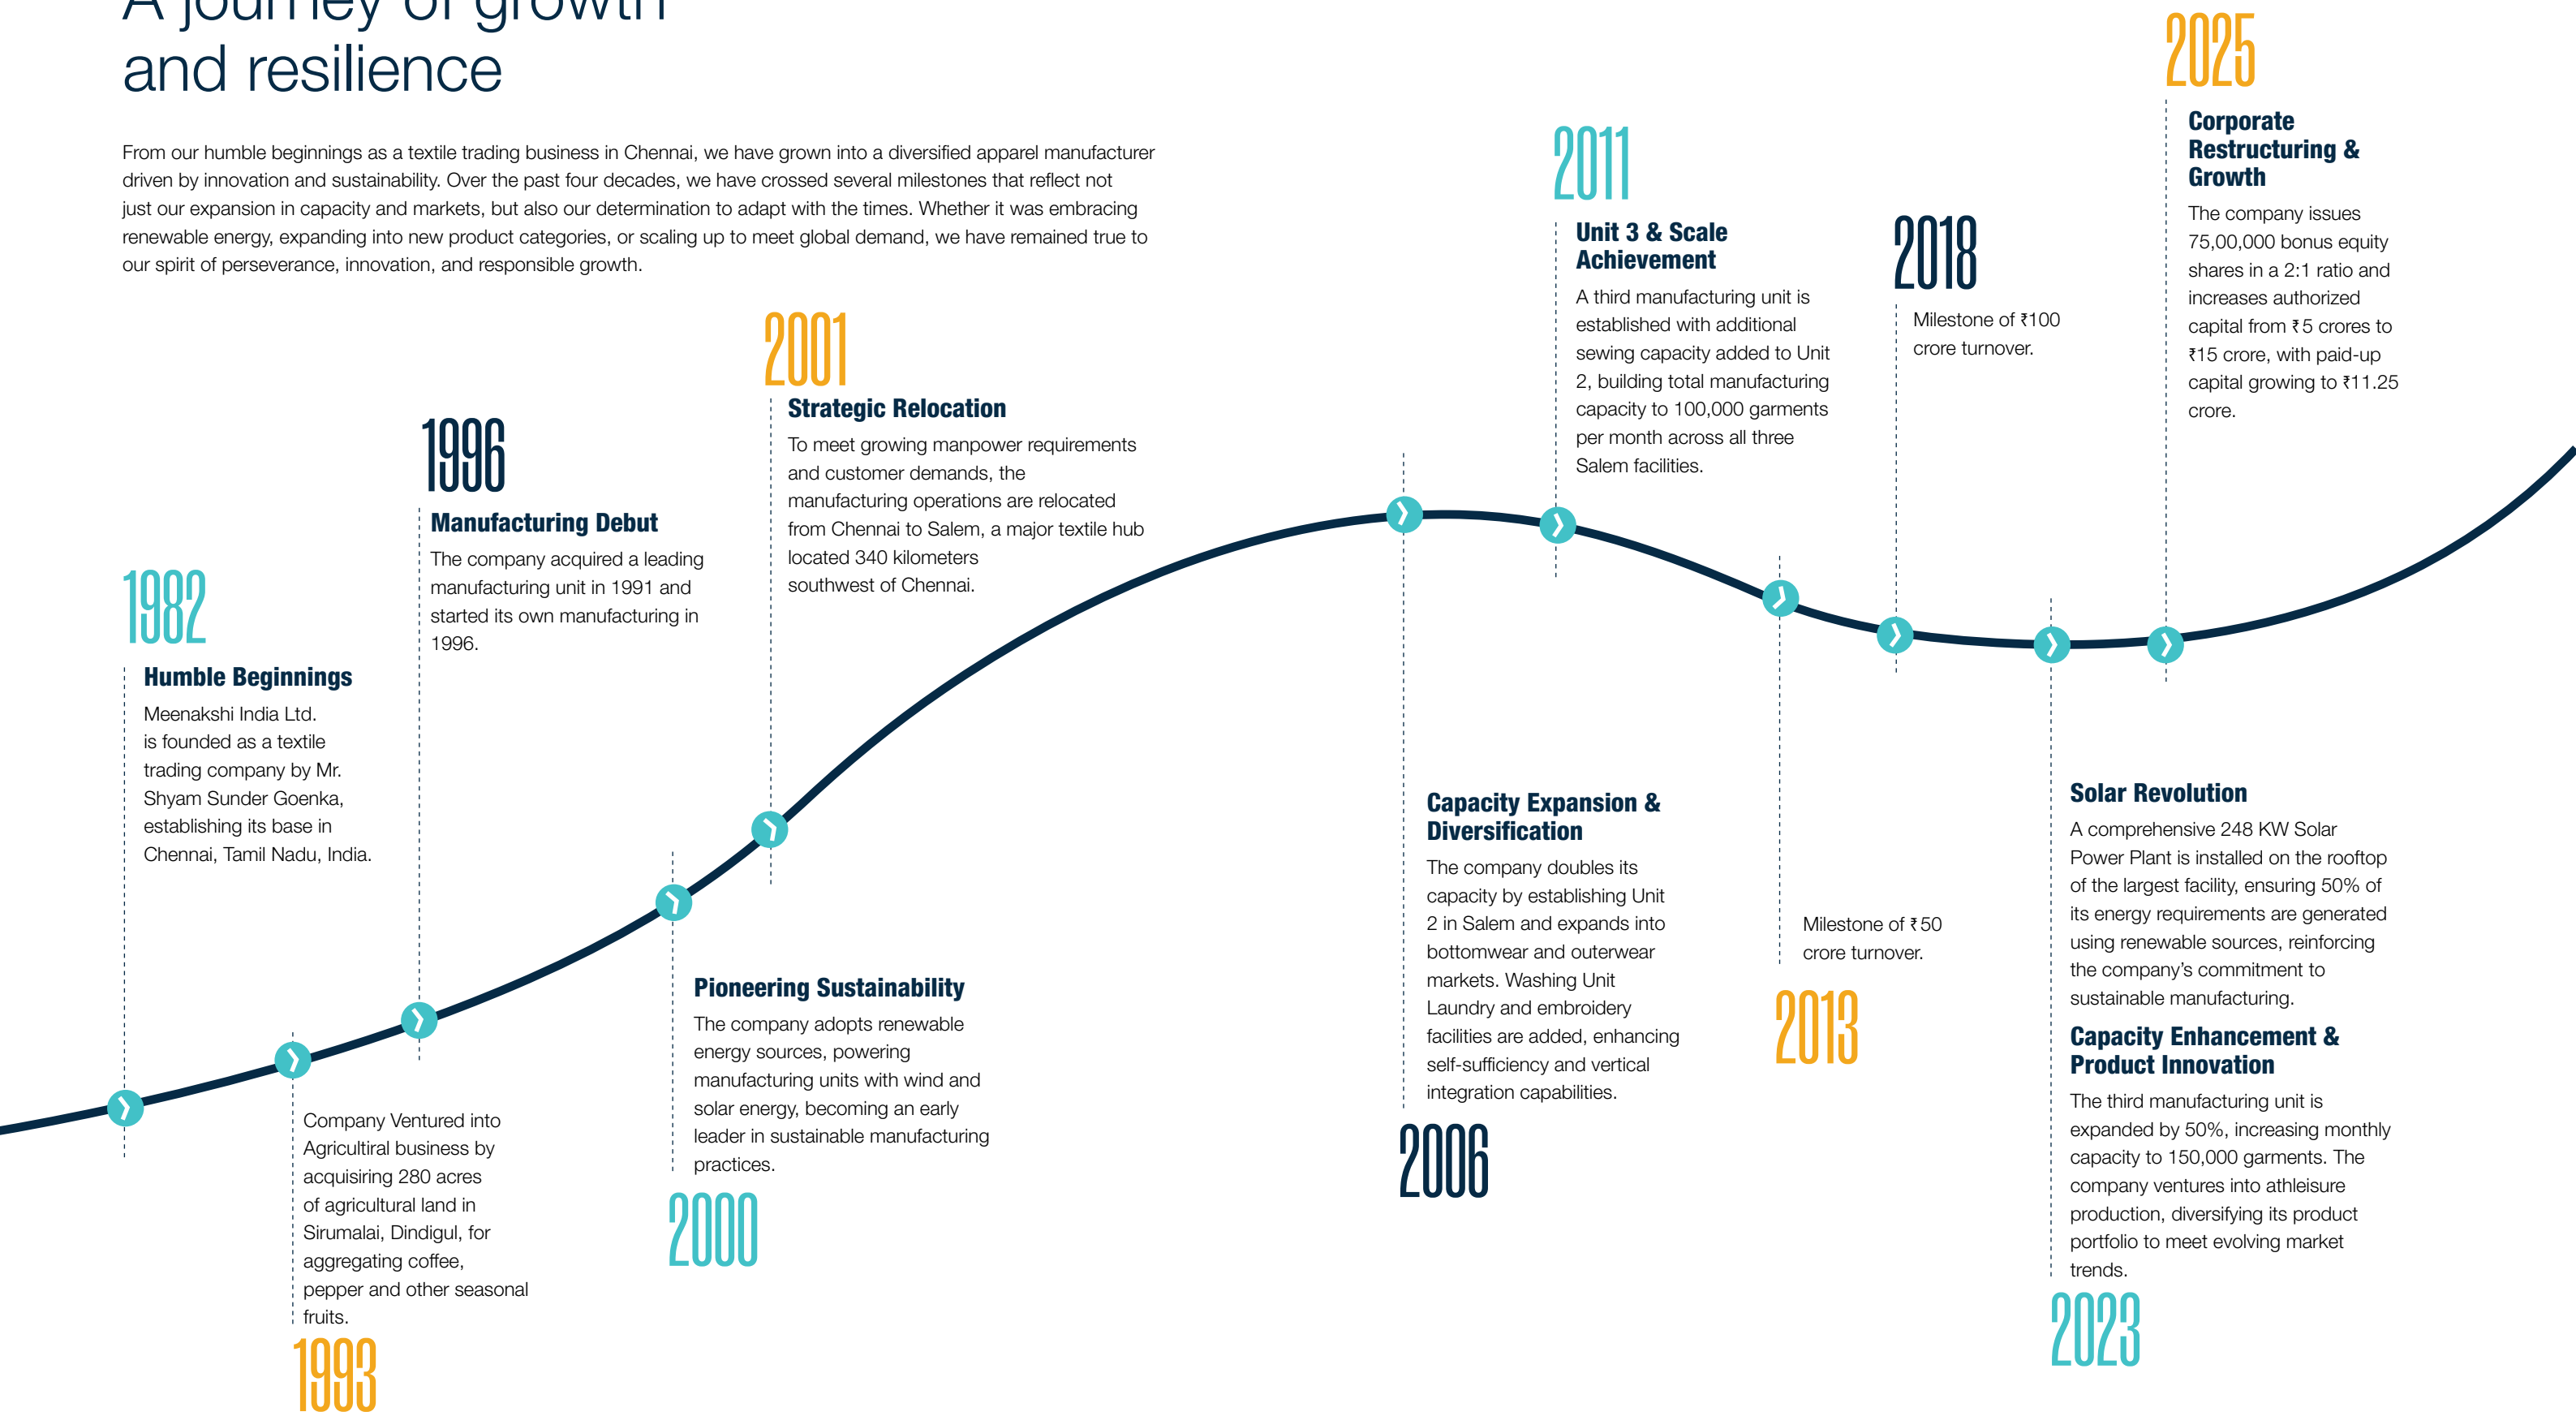 A journey of growth
and resilience
From our humble beginnings as a textile trading business in Chennai, we have grown into a diversified apparel manufacturer
driven by innovation and sustainability. Over the past four decades, we have crossed several milestones that reflect not
just our expansion in capacity and markets, but also our determination to adapt with the times. Whether it was embracing
renewable energy, expanding into new product categories, or scaling up to meet global demand, we have remained true to
our spirit of perseverance, innovation, and responsible growth.
1982
Humble Beginnings
Meenakshi India Ltd.
is founded as a textile
trading company by Mr.
Shyam Sunder Goenka,
establishing its base in
Chennai, Tamil Nadu, India.
Company Ventured into
Agricultiral business by
acquisiring 280 acres
of agricultural land in
Sirumalai, Dindigul, for
aggregating coffee,
pepper and other seasonal
fruits.
1993
1996
Manufacturing Debut
The company acquired a leading
manufacturing unit in 1991 and
started its own manufacturing in
1996.
Pioneering Sustainability
The company adopts renewable
energy sources, powering
manufacturing units with wind and
solar energy, becoming an early
leader in sustainable manufacturing
practices.
2000
2001
Strategic Relocation
To meet growing manpower requirements
and customer demands, the
manufacturing operations are relocated
from Chennai to Salem, a major textile hub
located 340 kilometers
southwest of Chennai.
Capacity Expansion &
Diversification
The company doubles its
capacity by establishing Unit
2 in Salem and expands into
bottomwear and outerwear
markets. Washing Unit
Laundry and embroidery
facilities are added, enhancing
self-sufficiency and vertical
integration capabilities.
2006
2011
Unit 3 & Scale
Achievement
A third manufacturing unit is
established with additional
sewing capacity added to Unit
2, building total manufacturing
capacity to 100,000 garments
per month across all three
Salem facilities.
Milestone of ₹50
crore turnover.
2013
2018
Milestone of ₹100
crore turnover.
Solar Revolution
A comprehensive 248 KW Solar
Power Plant is installed on the rooftop
of the largest facility, ensuring 50% of
its energy requirements are generated
using renewable sources, reinforcing
the company's commitment to
sustainable manufacturing.
Capacity Enhancement &
Product Innovation
The third manufacturing unit is
expanded by 50%, increasing monthly
capacity to 150,000 garments. The
company ventures into athleisure
production, diversifying its product
portfolio to meet evolving market
trends.
2023
2025
Corporate
Restructuring &
Growth
The company issues
75,00,000 bonus equity
shares in a 2:1 ratio and
increases authorized
capital from ₹5 crores to
₹15 crore, with paid-up
capital growing to ₹11.25
crore.